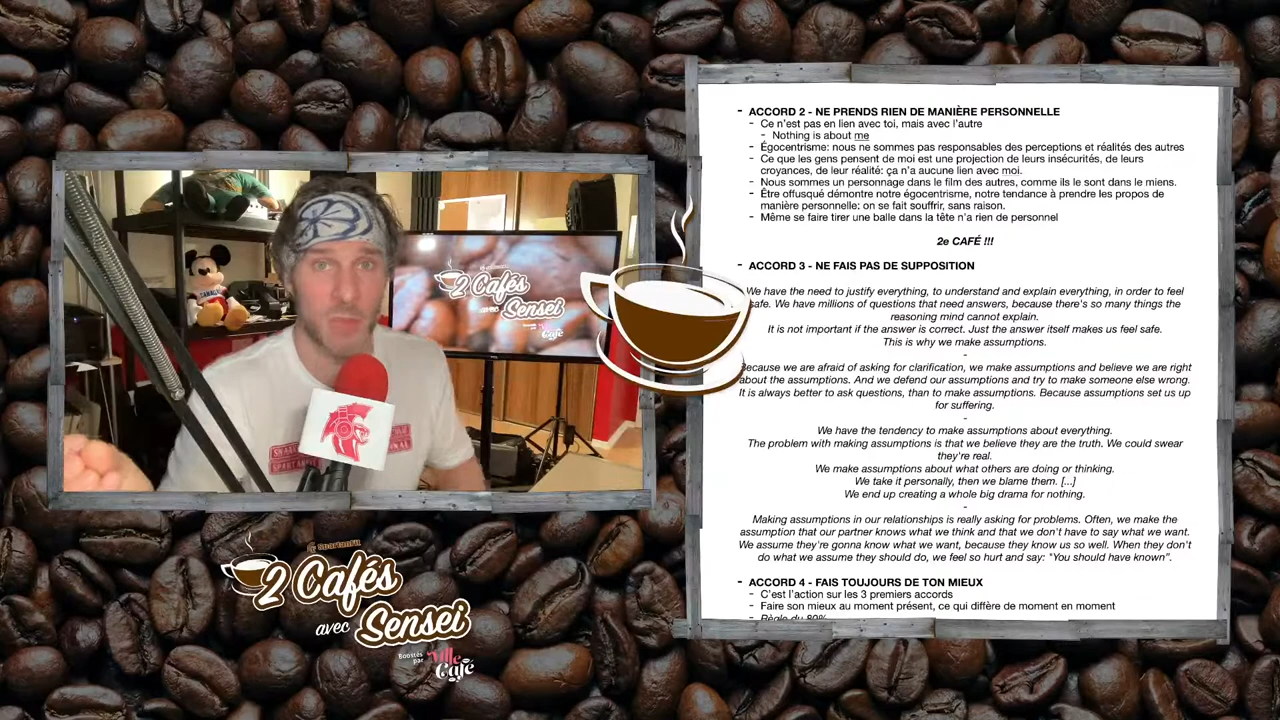 - ACCORD 2 - NE PRENDS RIEN DE MANIÈRE PERSONNELLE
- Ce n'est pas en lien avec toi, mais avec l'autre
- Nothing is about me
- Égocentrisme: nous ne sommes pas responsables des perceptions et réalités des autres
- Ce que les gens pensent de moi est une projection de leurs insécurités, de leurs
croyances, de leur réalité: ça n'a aucune lien avec moi.
- Nous sommes un personnage dans le film des autres, comme ils le sont dans le miens.
- Être offusqué démontre notre égocentrisme, notre tendance à prendre les propos de
manière personnelle: on se fait souffrir, sans raison.
- Même se faire tirer une balle dans la tête n'a rien de personnel
2e CAFÉ !!!
- ACCORD 3 - NE FAIS PAS DE SUPPOSITION
We have the need to justify everything, to understand and explain everything, in order to feel
safe. We have millions of questions that need answers, because there's so many things the
reasoning mind cannot explain.
It is not important if the answer is correct. Just the answer itself makes us feel safe.
This is why we make assumptions.
-
Because we are afraid of asking for clarification, we make assumptions and believe we are right
about the assumptions. And we defend our assumptions and try to make someone else wrong.
It is always better to ask questions, than to make assumptions. Because assumptions set us up
for suffering.
-
We have the tendency to make assumptions about everything.
The problem with making assumptions is that we believe they are the truth. We could swear
they're real.
We make assumptions about what others are doing or thinking.
We take it personally, then we blame them. [...]
We end up creating a whole big drama for nothing.
-
Making assumptions in our relationships is really asking for problems. Often, we make the
assumption that our partner knows what we think and that we don't have to say what we want.
We assume they're gonna know what we want, because they know us so well. When they don't
do what we assume they should do, we feel so hurt and say: "You should have known".
- ACCORD 4 - FAIS TOUJOURS DE TON MIEUX
- C'est l'action sur les 3 premiers accords
- Faire son mieux au moment présent, ce qui diffère de moment en moment
- Règle du 80%
2 Cafés
avec
Sensei
SPARTANFIT
2 Cafés
avec Sensei
Boostés
par
Ville
Café